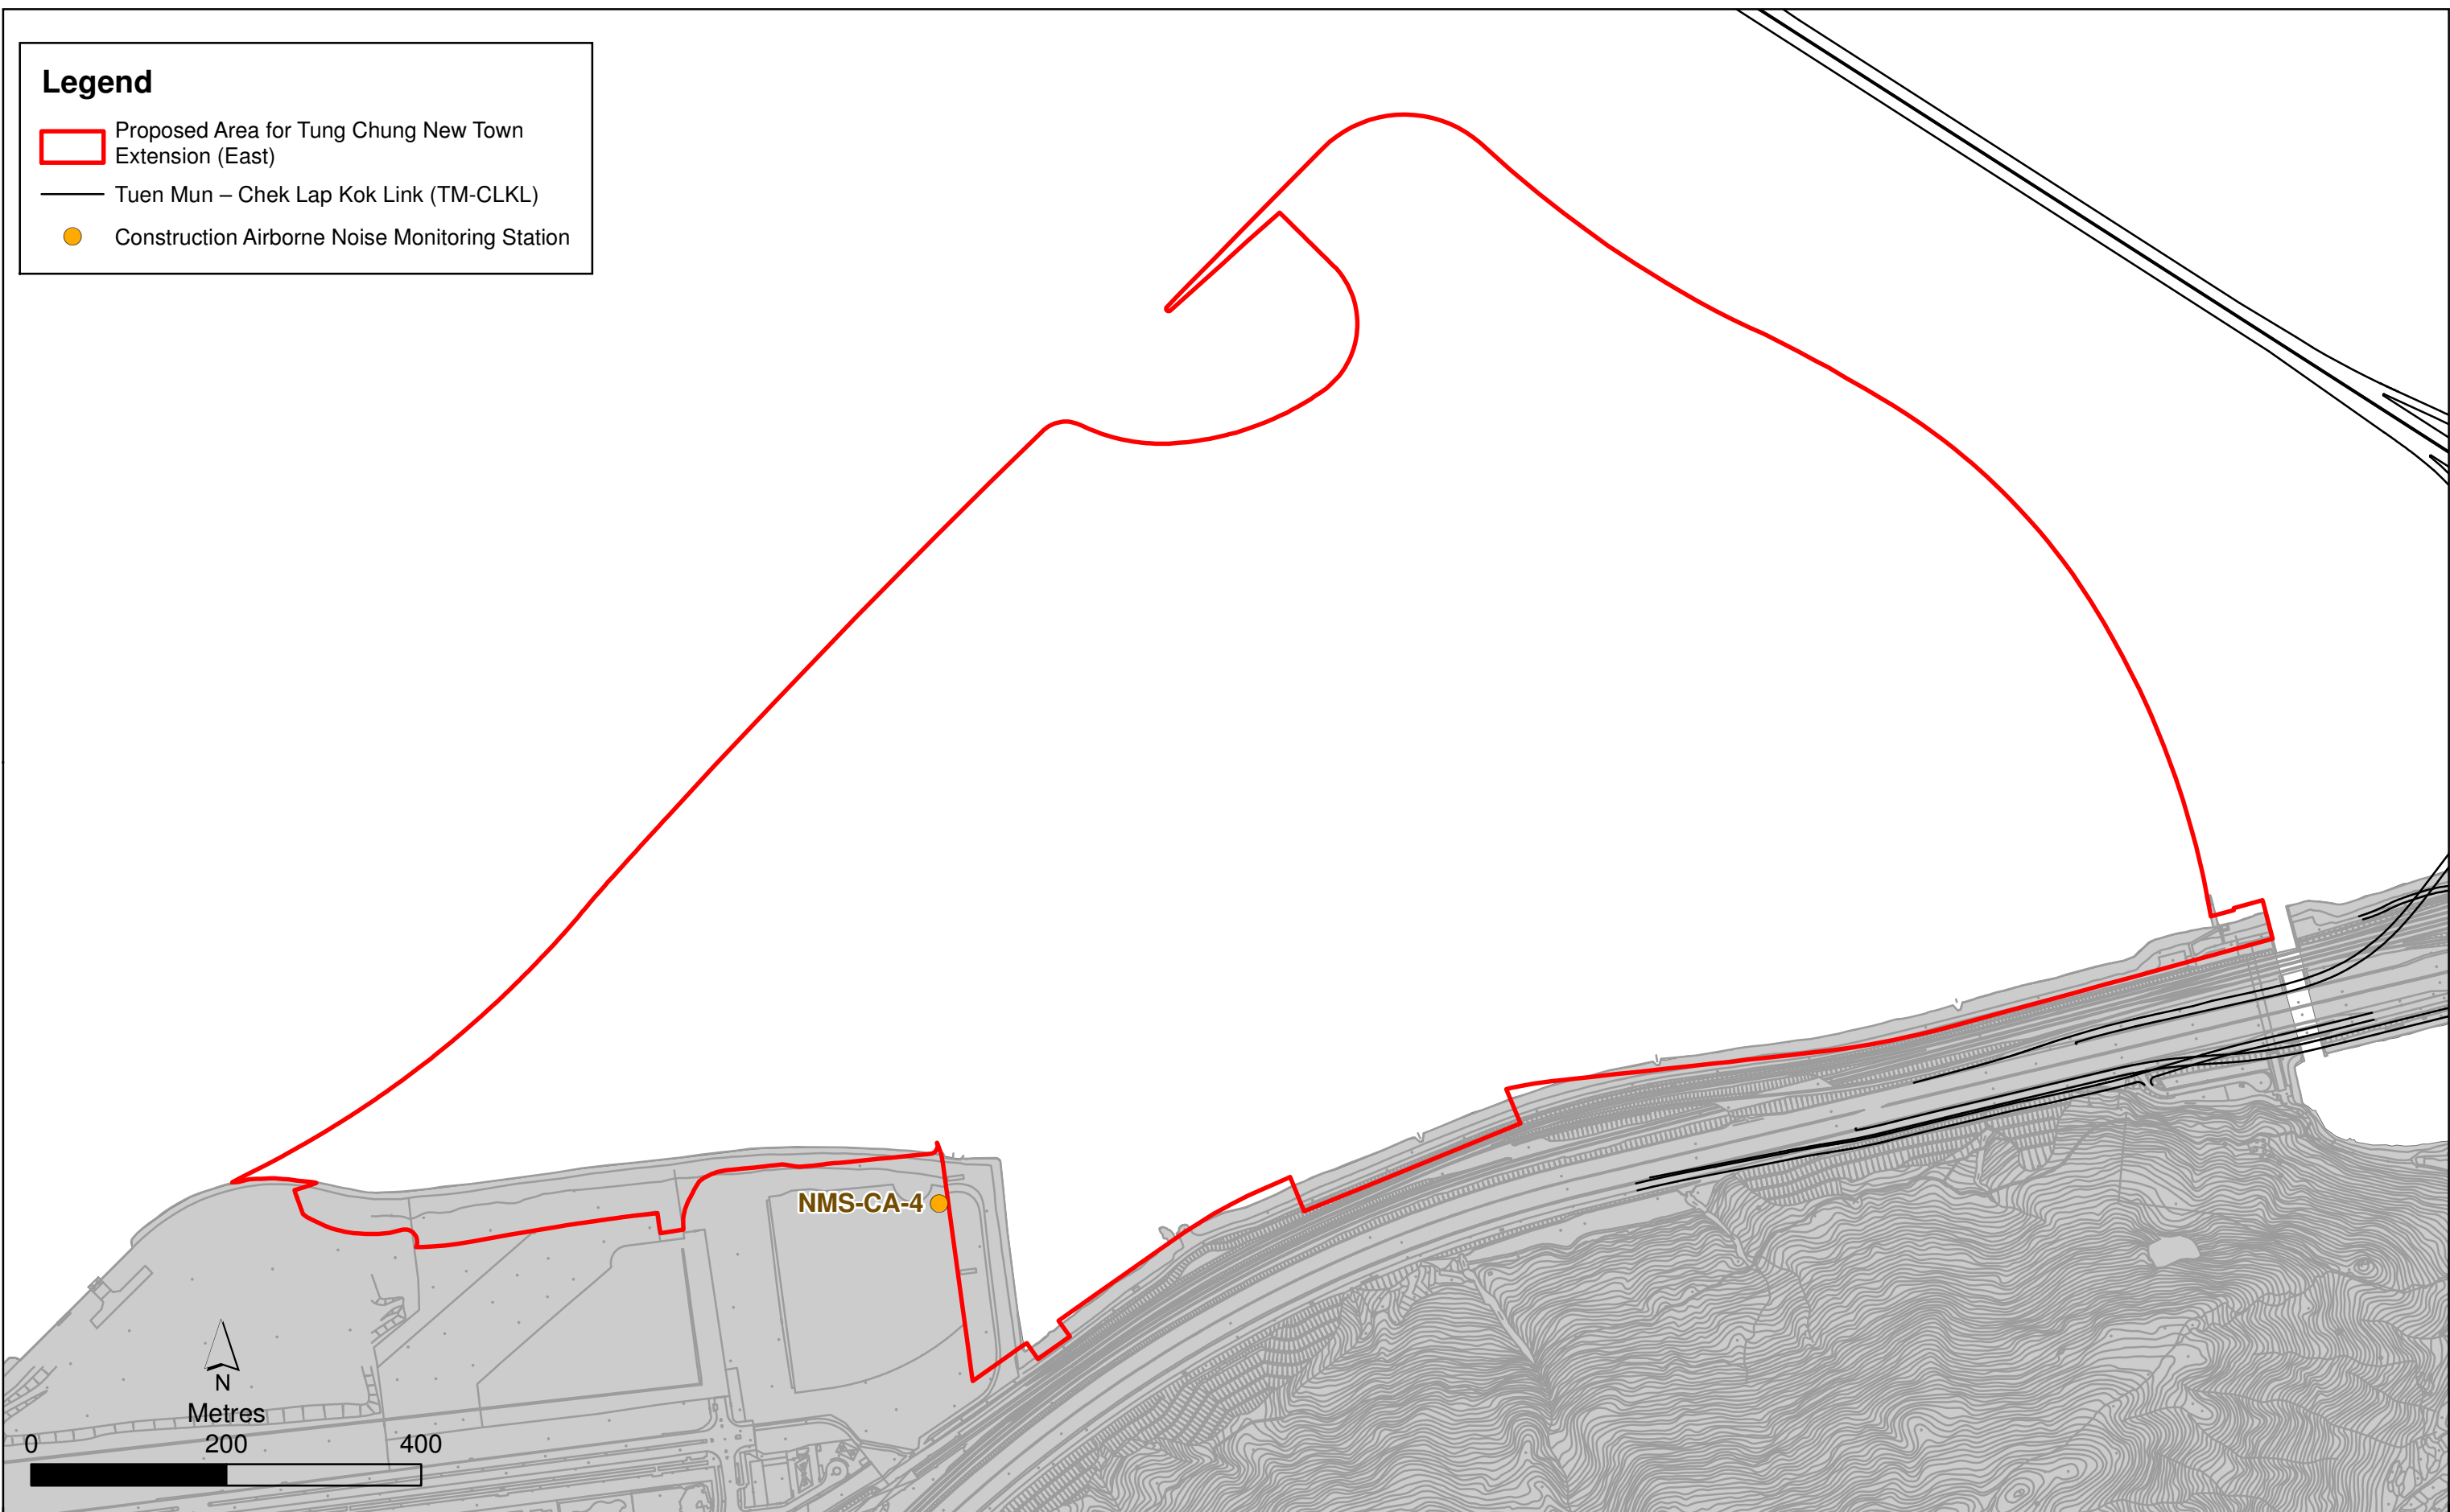 Legend
Proposed Area for Tung Chung New Town
Extension (East)
Tuen Mun – Chek Lap Kok Link (TM-CLKL)
Construction Airborne Noise Monitoring Station
NMS-CA-4
N
Metres
0 200 400